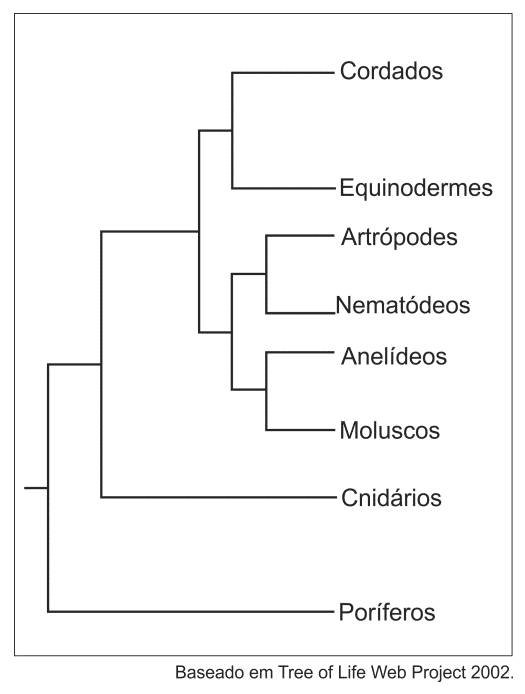 Cordados
Equinodermes
Artrópodes
Nematódeos
Anelídeos
Moluscos
Cnidários
Poríferos
Baseado em Tree of Life Web Project 2002.